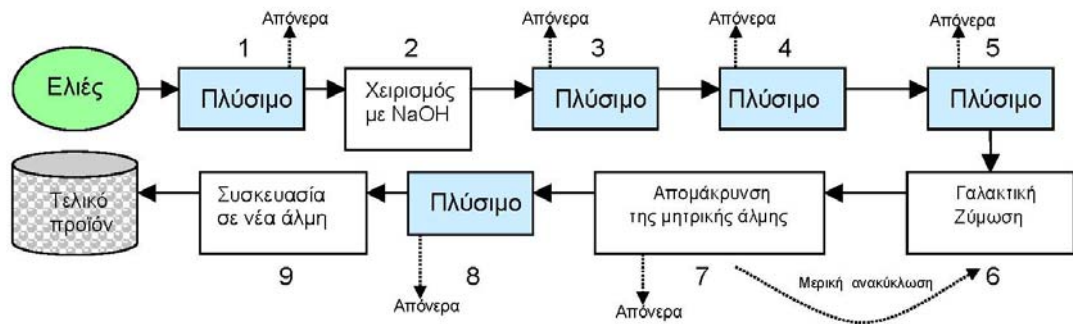 Απόνερα
Απόνερα
Απόνερα
Απόνερα
1
2
3
4
5
Ελιές
Πλύσιμο
Χειρισμός
με NaOH
Πλύσιμο
Πλύσιμο
Πλύσιμο
Τελικό
προϊόν
Συσκευασία
σε νέα άλμη
Πλύσιμο
Απομάκρυνση
της μητρικής άλμης
Γαλακτική
Ζύμωση
9
8
7
6
Μερική ανακύκλωση
Απόνερα
Απόνερα